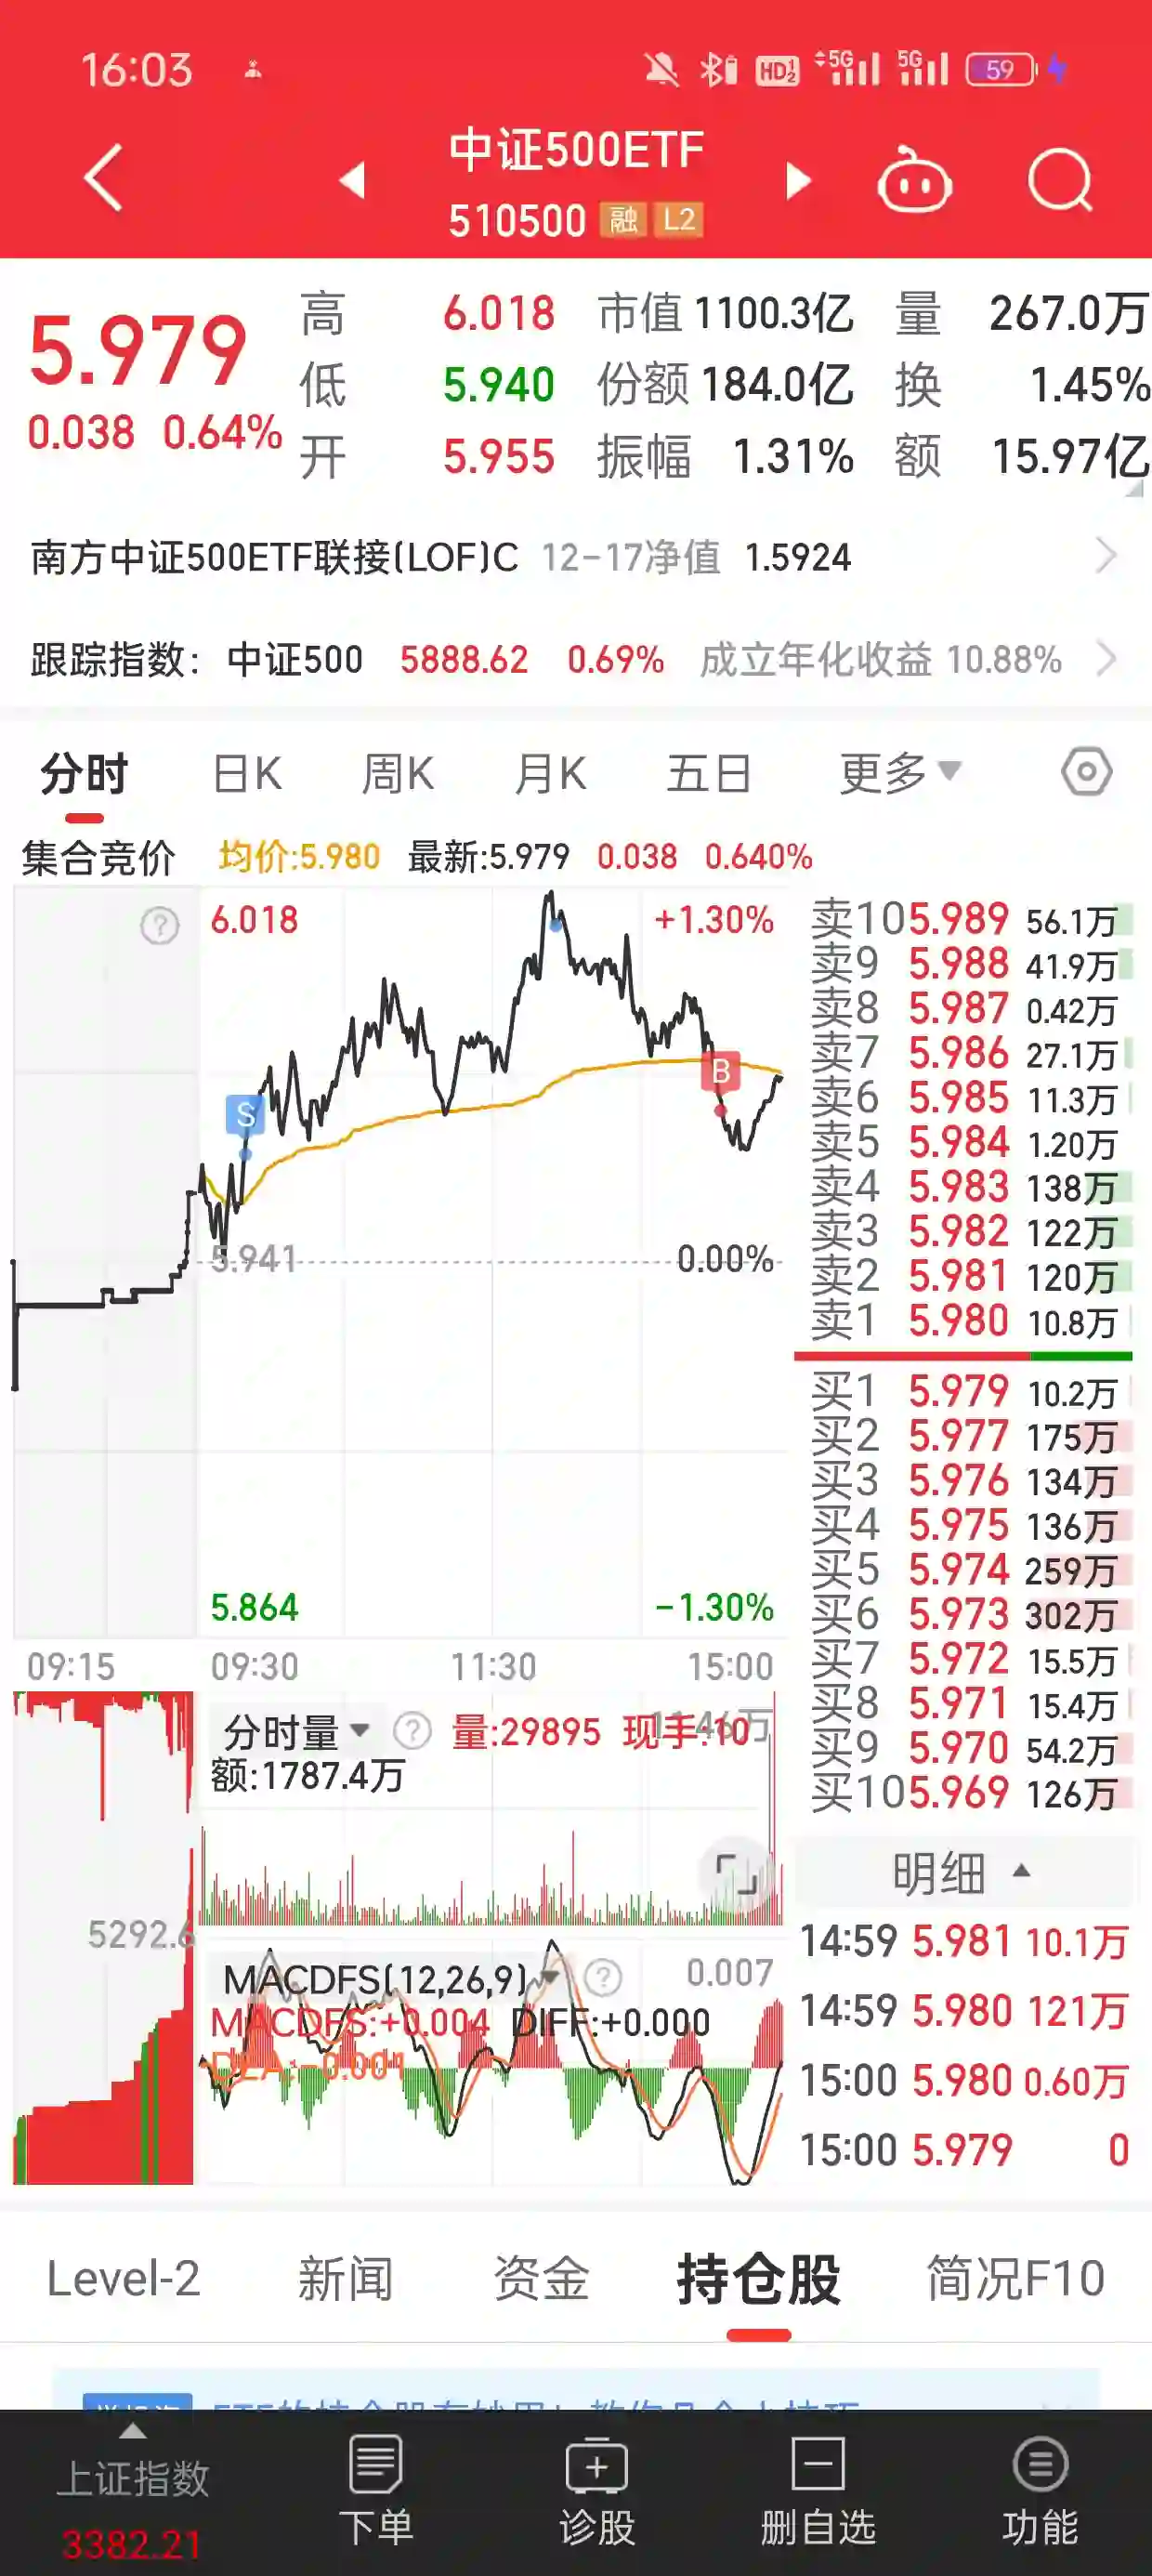 16:03
HD 1 2 5G 5G 59
中证500ETF
510500 融 L2
5.979
0.038 0.64%
高 6.018 市值 1100.3亿 量 267.0万
低 5.940 份额 184.0亿 换 1.45%
开 5.955 振幅 1.31% 额 15.97亿
南方中证500ETF联接(LOF)C 12-17净值 1.5924
跟踪指数: 中证500 5888.62 0.69% 成立年化收益 10.88%
分时 日K 周K 月K 五日 更多
集合竞价 均价:5.980 最新:5.979 0.038 0.640%
6.018 +1.30%
S
B
5.941 0.00%
5.864 -1.30%
09:15 09:30 11:30 15:00
卖10 5.989 56.1万
卖9 5.988 41.9万
卖8 5.987 0.42万
卖7 5.986 27.1万
卖6 5.985 11.3万
卖5 5.984 1.20万
卖4 5.983 138万
卖3 5.982 122万
卖2 5.981 120万
卖1 5.980 10.8万
买1 5.979 10.2万
买2 5.977 175万
买3 5.976 134万
买4 5.975 136万
买5 5.974 259万
买6 5.973 302万
买7 5.972 15.5万
买8 5.971 15.4万
买9 5.970 54.2万
买10 5.969 126万
分时量 ? 量:29895 现手:10
额:1787.4万
5292.6
MACDFS(12,26,9) ? 0.007
MACDFS:+0.004 DIFF:+0.000
DEA:-0.001
明细
14:59 5.981 10.1万
14:59 5.980 121万
15:00 5.980 0.60万
15:00 5.979 0
Level-2 新闻 资金 持仓股 简况F10
上证指数
3382.21
下单 诊股 删自选 功能